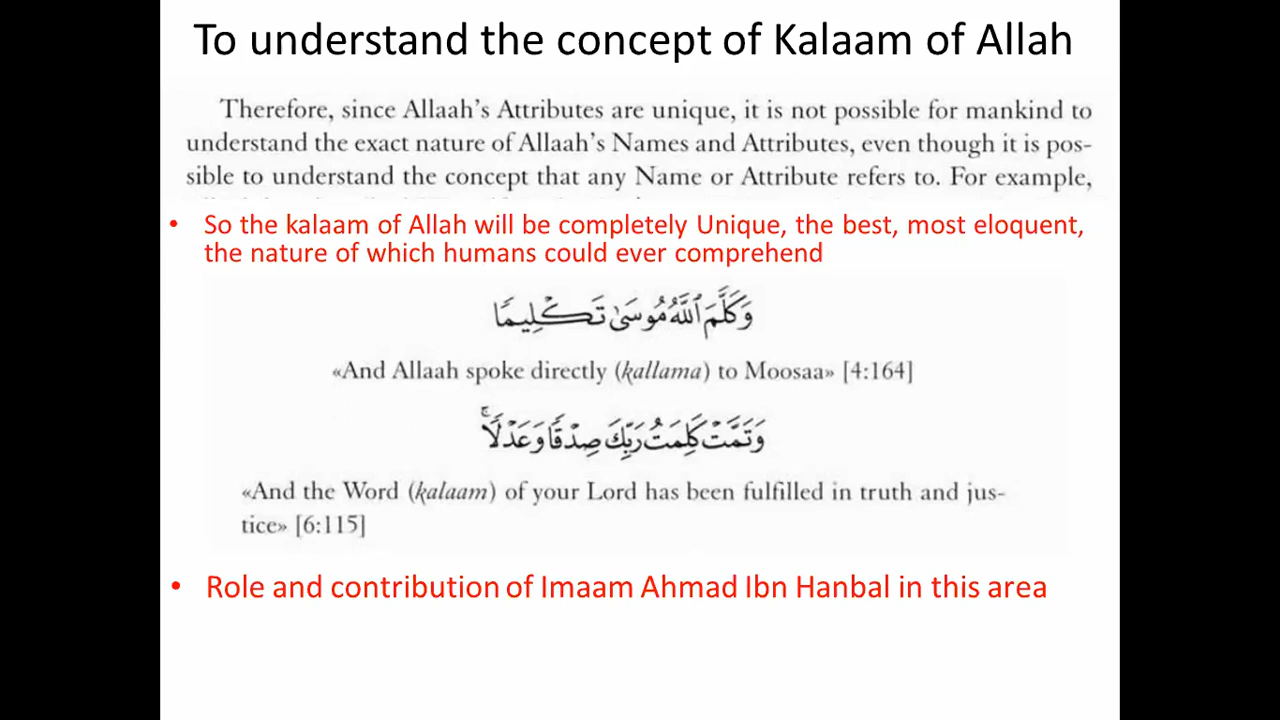 To understand the concept of Kalaam of Allah
Therefore, since Allaah's Attributes are unique, it is not possible for mankind to
understand the exact nature of Allaah's Names and Attributes, even though it is pos-
sible to understand the concept that any Name or Attribute refers to. For example,
• So the kalaam of Allah will be completely Unique, the best, most eloquent,
the nature of which humans could ever comprehend
وَكَلَّمَ ٱللَّهُ مُوسَىٰ تَكْلِيمًا
«And Allaah spoke directly (kallama) to Moosaa» [4:164]
وَتَمَّتْ كَلِمَتُ رَبِّكَ صِدْقًا وَعَدْلًا ۚ
«And the Word (kalaam) of your Lord has been fulfilled in truth and jus-
tice» [6:115]
• Role and contribution of Imaam Ahmad Ibn Hanbal in this area